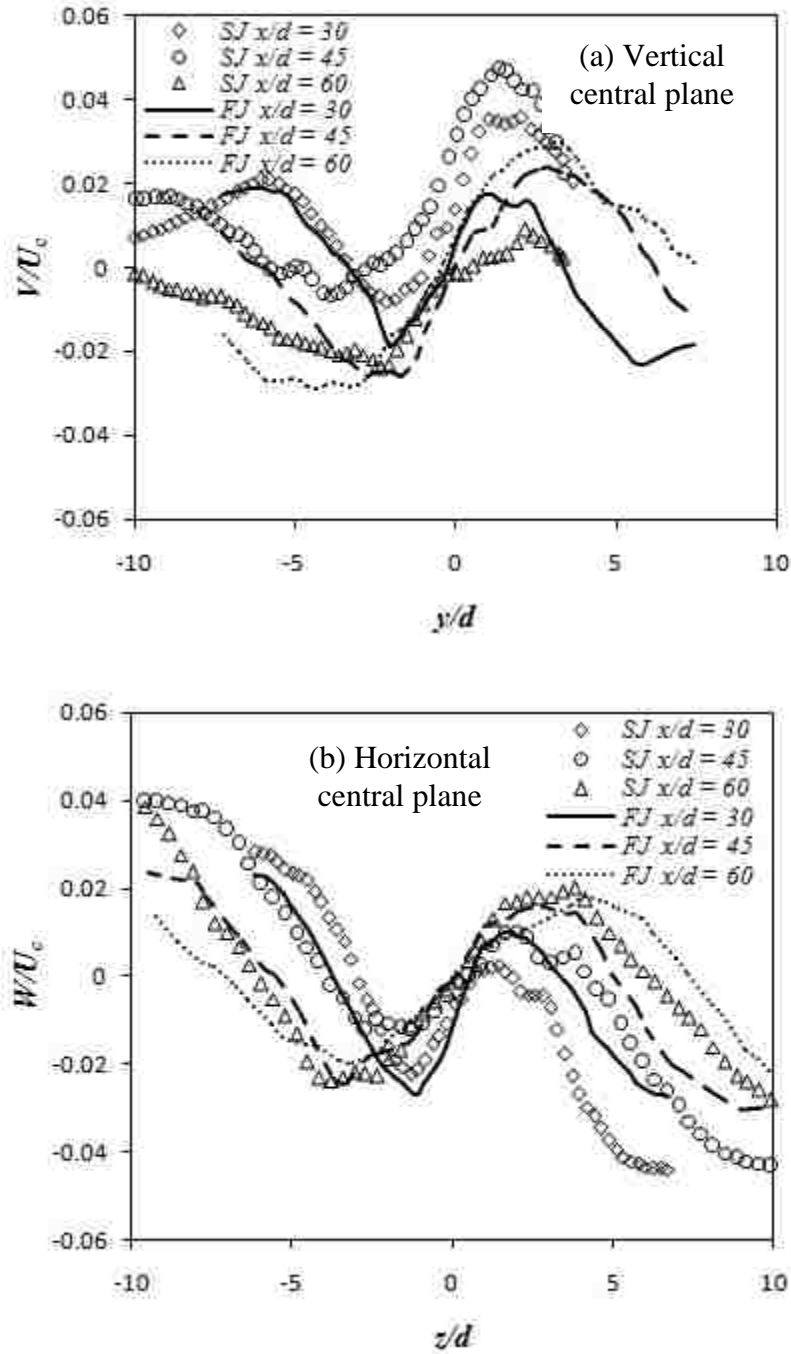 0.06
0.04
0.02
0
-0.02
-0.04
-0.06
V/Uc
SJ x/d = 30
SJ x/d = 45
SJ x/d = 60
FJ x/d = 30
FJ x/d = 45
FJ x/d = 60
(a) Vertical
central plane
-10
-5
0
5
10
y/d
0.06
0.04
0.02
0
-0.02
-0.04
-0.06
W/Uc
(b) Horizontal
central plane
SJ x/d = 30
SJ x/d = 45
SJ x/d = 60
FJ x/d = 30
FJ x/d = 45
FJ x/d = 60
-10
-5
0
5
10
z/d